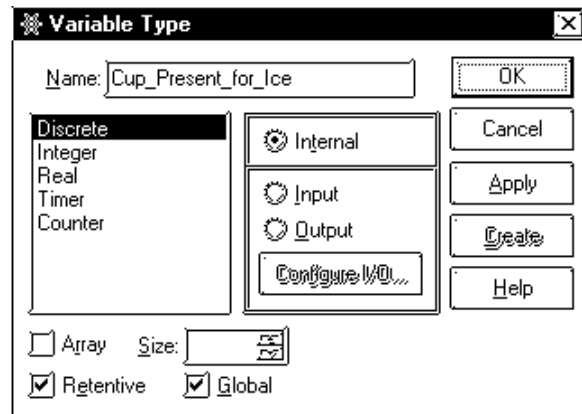 Variable Type
Name: Cup_Present_for_Ice
OK
Discrete
Integer
Real
Timer
Counter
Internal
Input
Output
Configure I/O...
Cancel
Apply
Create
Help
Array Size:
Retentive Global